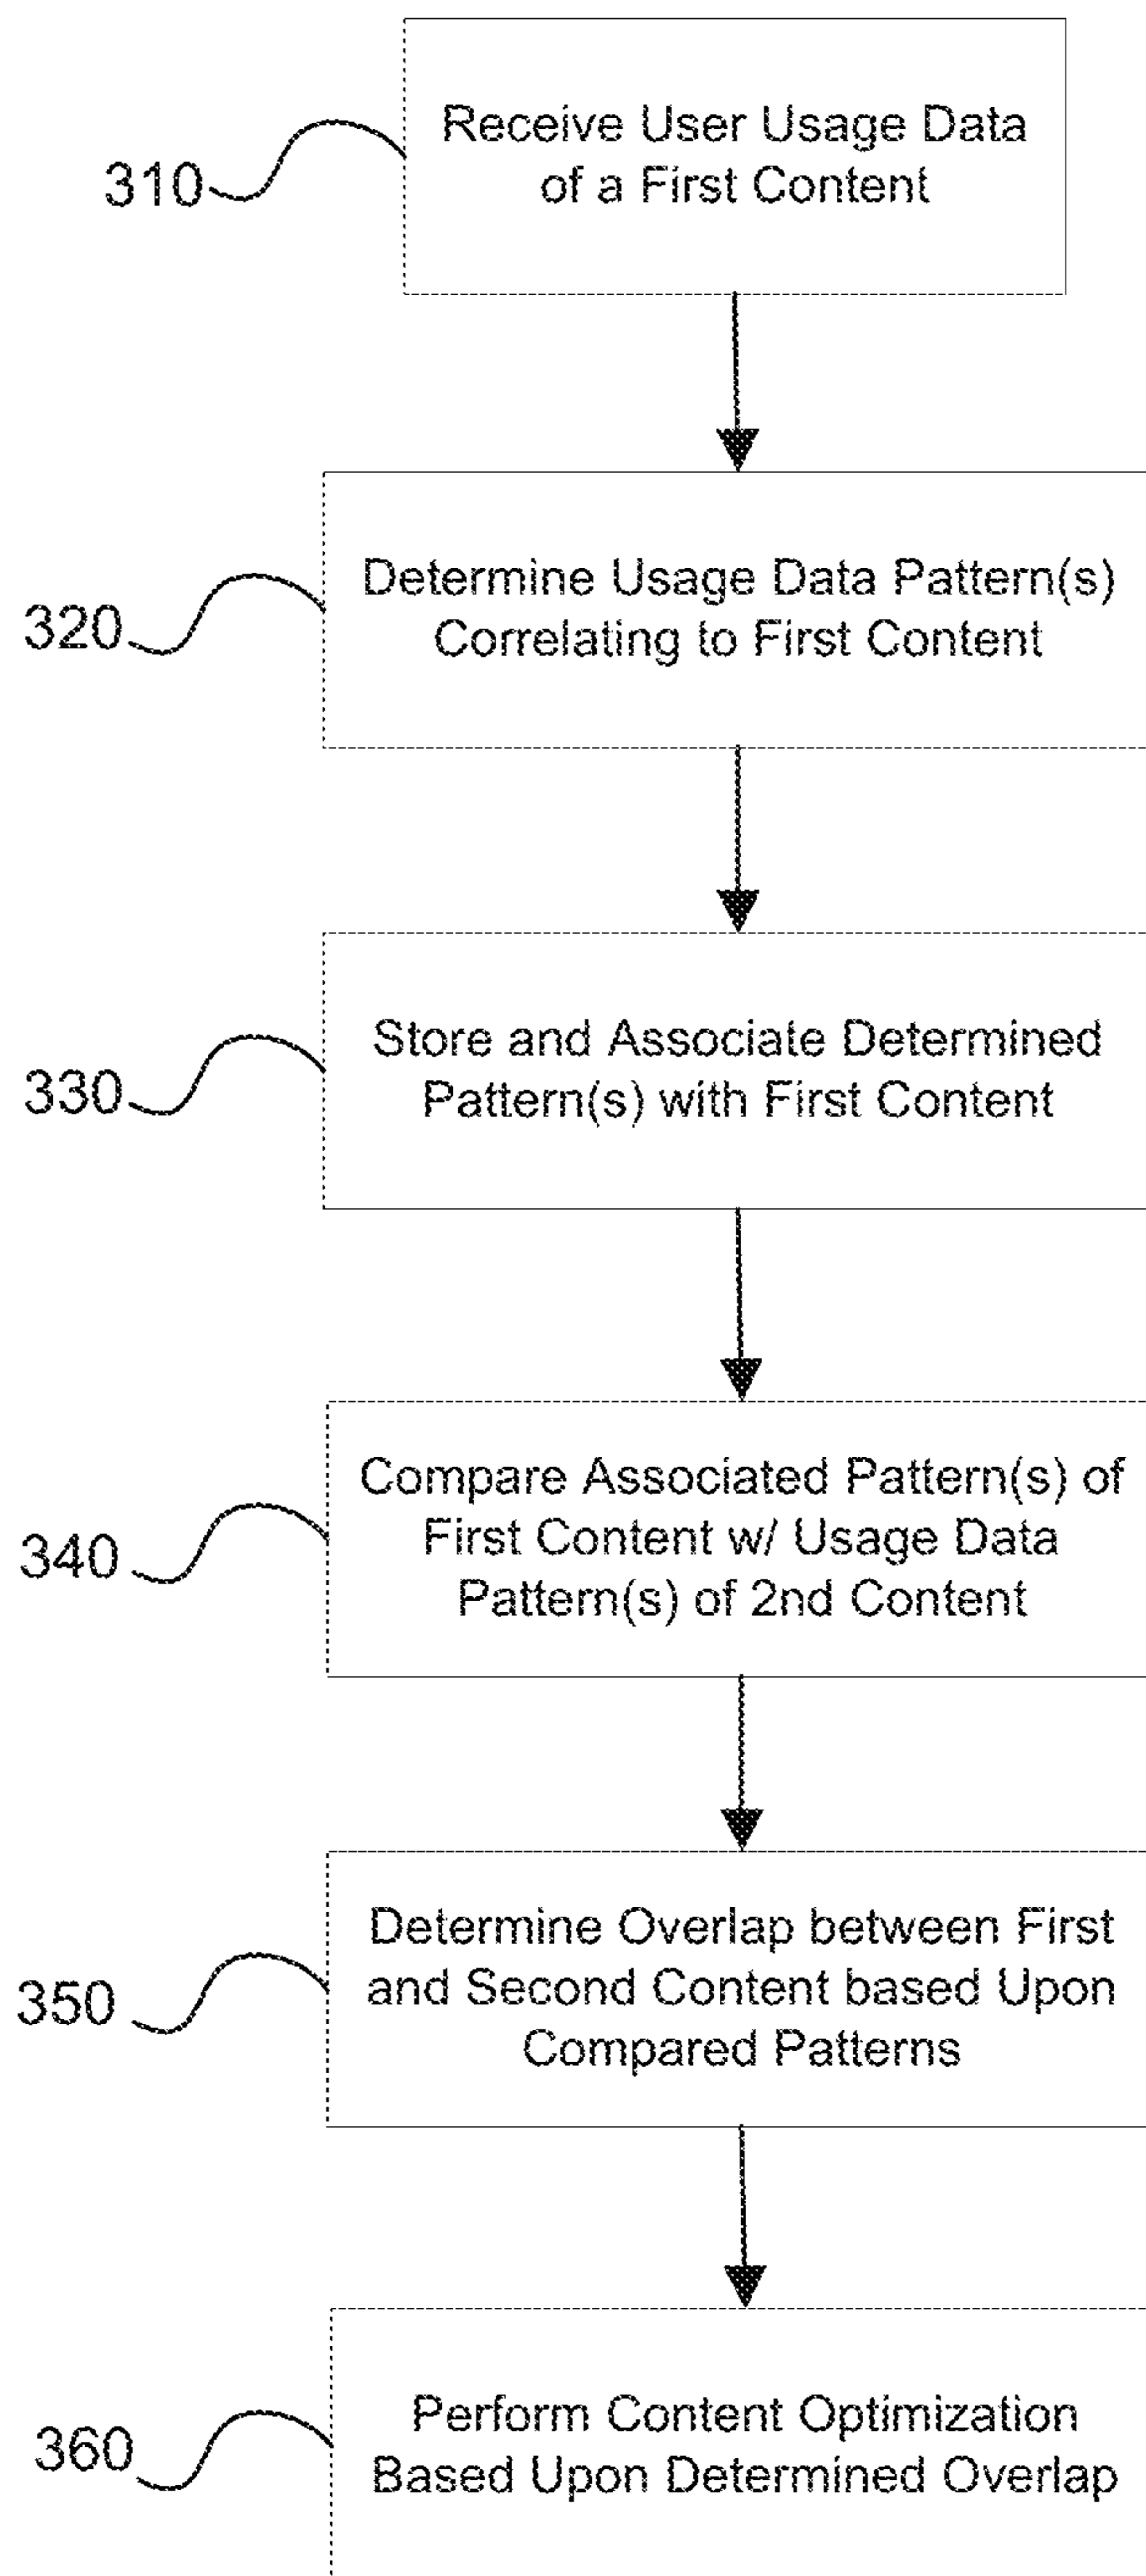 310
Receive User Usage Data
of a First Content
320
Determine Usage Data Pattern(s)
Correlating to First Content
330
Store and Associate Determined
Pattern(s) with First Content
340
Compare Associated Pattern(s) of
First Content w/ Usage Data
Pattern(s) of 2nd Content
350
Determine Overlap between First
and Second Content based Upon
Compared Patterns
360
Perform Content Optimization
Based Upon Determined Overlap